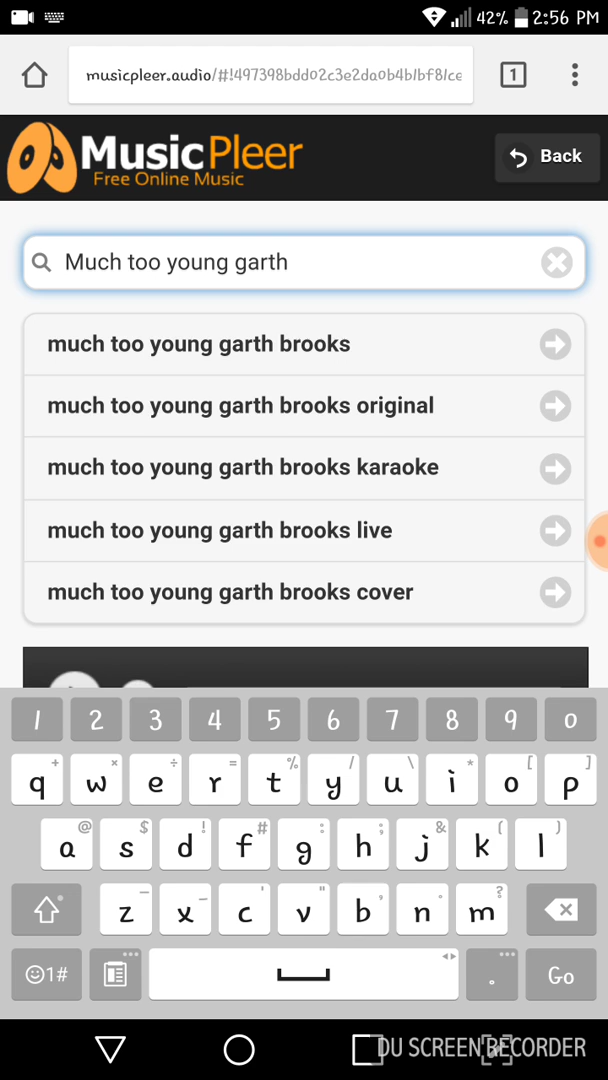 42% 2:56 PM
musicpleer.audio/#!497398bdd02c3e2da0b4b1bf81ce
1
MusicPleer
Free Online Music
Back
Much too young garth
much too young garth brooks
much too young garth brooks original
much too young garth brooks karaoke
much too young garth brooks live
much too young garth brooks cover
1 2 3 4 5 6 7 8 9 0
+ × ÷ = % / \ * [ ]
q w e r t y u i o p
@ $ ! # : ; & ( )
a s d f g h j k l
z x c v b n m ?
☺1# . Go
DU SCREEN RECORDER